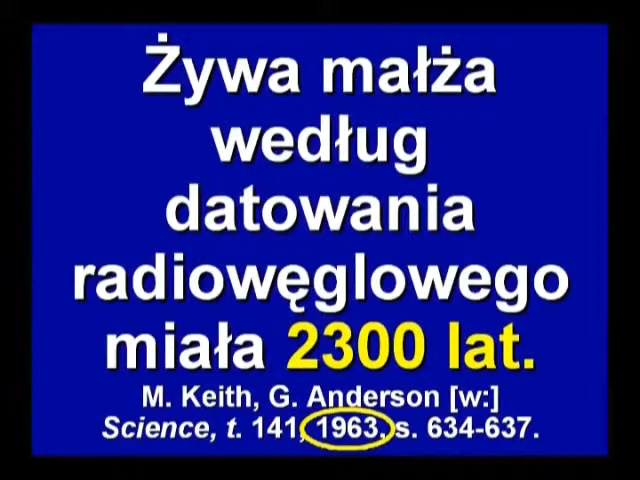 Żywa małża
według
datowania
radiowęglowego
miała 2300 lat.
M. Keith, G. Anderson [w:]
Science, t. 141, 1963, s. 634-637.